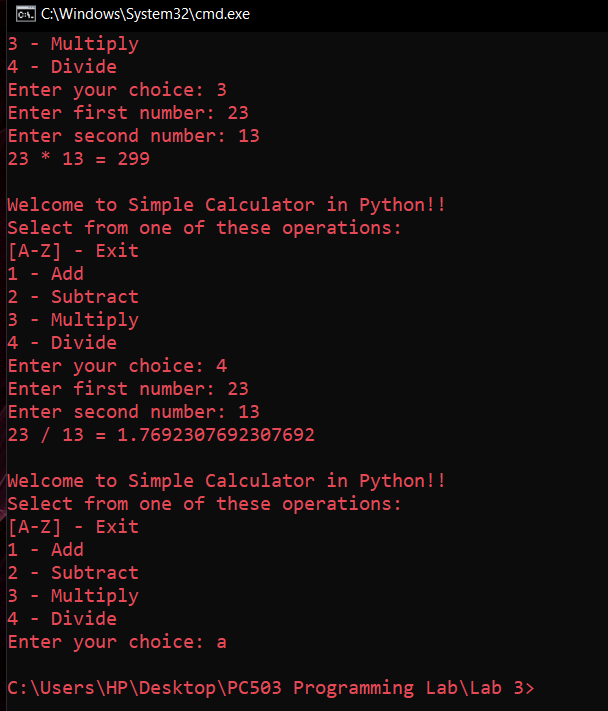 C:\Windows\System32\cmd.exe
3 - Multiply
4 - Divide
Enter your choice: 3
Enter first number: 23
Enter second number: 13
23 * 13 = 299
Welcome to Simple Calculator in Python!!
Select from one of these operations:
[A-Z] - Exit
1 - Add
2 - Subtract
3 - Multiply
4 - Divide
Enter your choice: 4
Enter first number: 23
Enter second number: 13
23 / 13 = 1.7692307692307692
Welcome to Simple Calculator in Python!!
Select from one of these operations:
[A-Z] - Exit
1 - Add
2 - Subtract
3 - Multiply
4 - Divide
Enter your choice: a
C:\Users\HP\Desktop\PC503 Programming Lab\Lab 3>